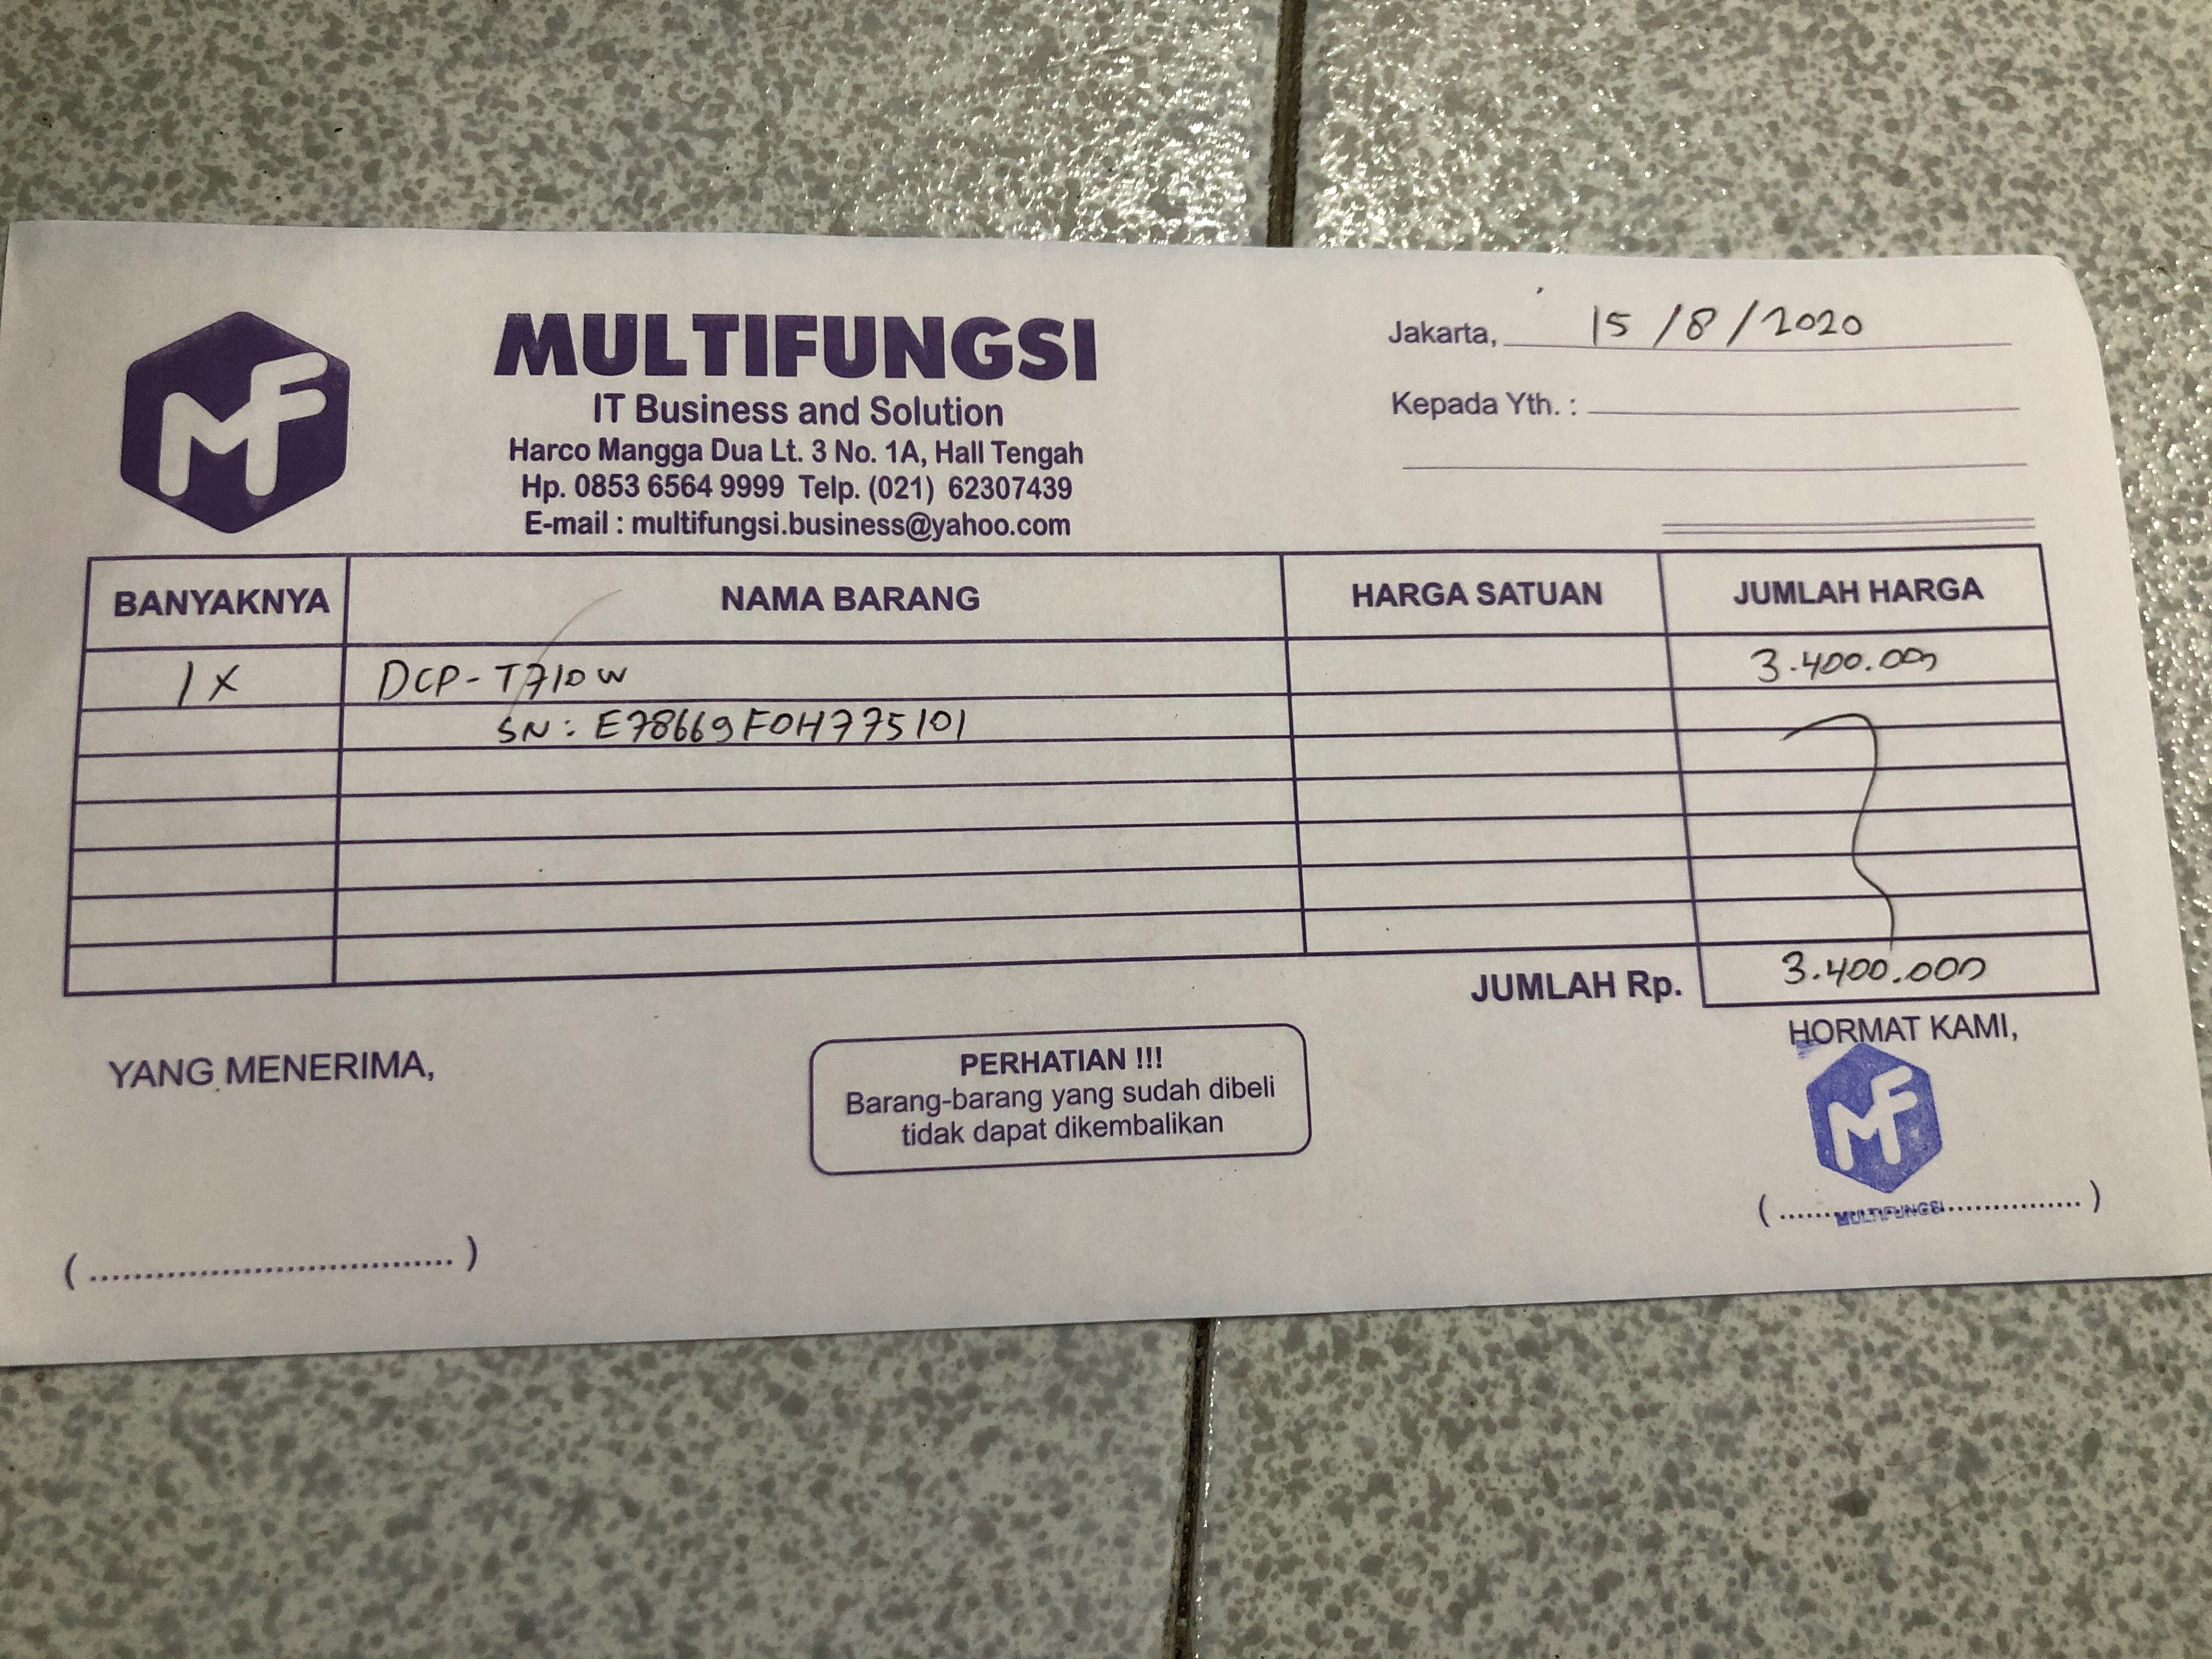 MF
MULTIFUNGSI
IT Business and Solution
Harco Mangga Dua Lt. 3 No. 1A, Hall Tengah
Hp. 0853 6564 9999 Telp. (021) 62307439
E-mail : multifungsi.business@yahoo.com
Jakarta, 15/8/2020
Kepada Yth. :
BANYAKNYA NAMA BARANG HARGA SATUAN JUMLAH HARGA
1X DCP-T710W 3.400.000
SN: E78669F0H775101
JUMLAH Rp. 3.400.000
YANG MENERIMA,
PERHATIAN !!!
Barang-barang yang sudah dibeli
tidak dapat dikembalikan
HORMAT KAMI,
MF
MULTIFUNGSI
(....................................)
(....................................)